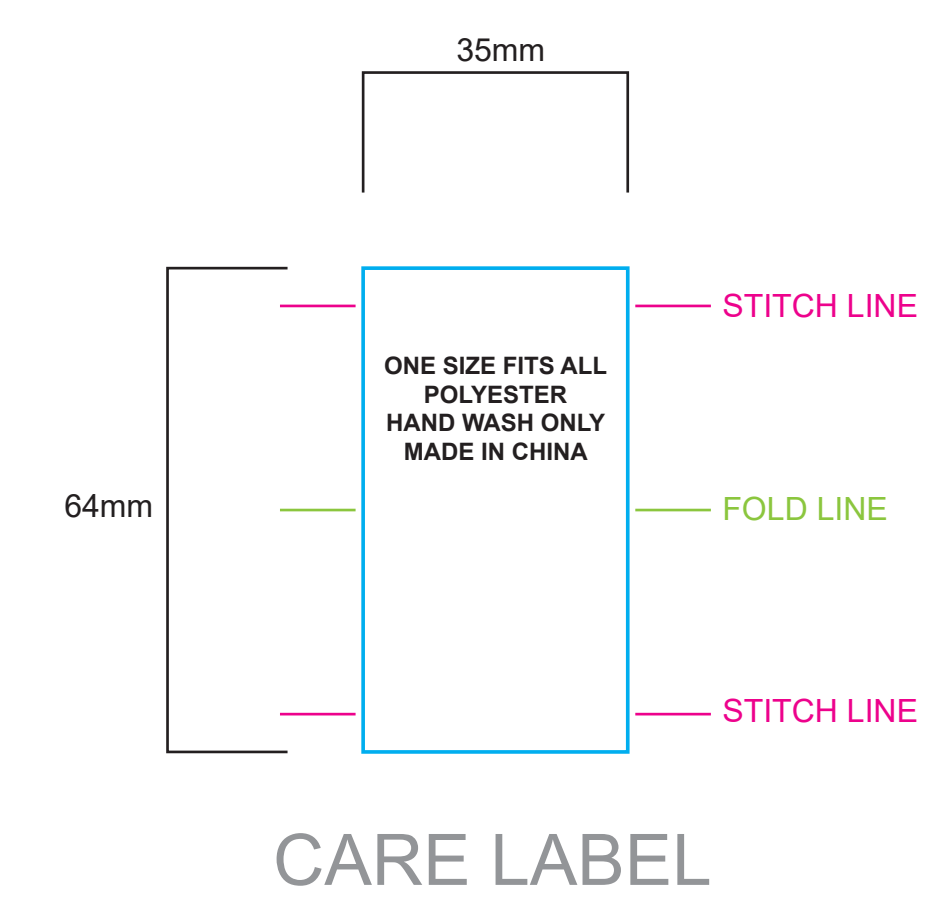 35mm
STITCH LINE
ONE SIZE FITS ALL
POLYESTER
HAND WASH ONLY
MADE IN CHINA
64mm
FOLD LINE
STITCH LINE
CARE LABEL